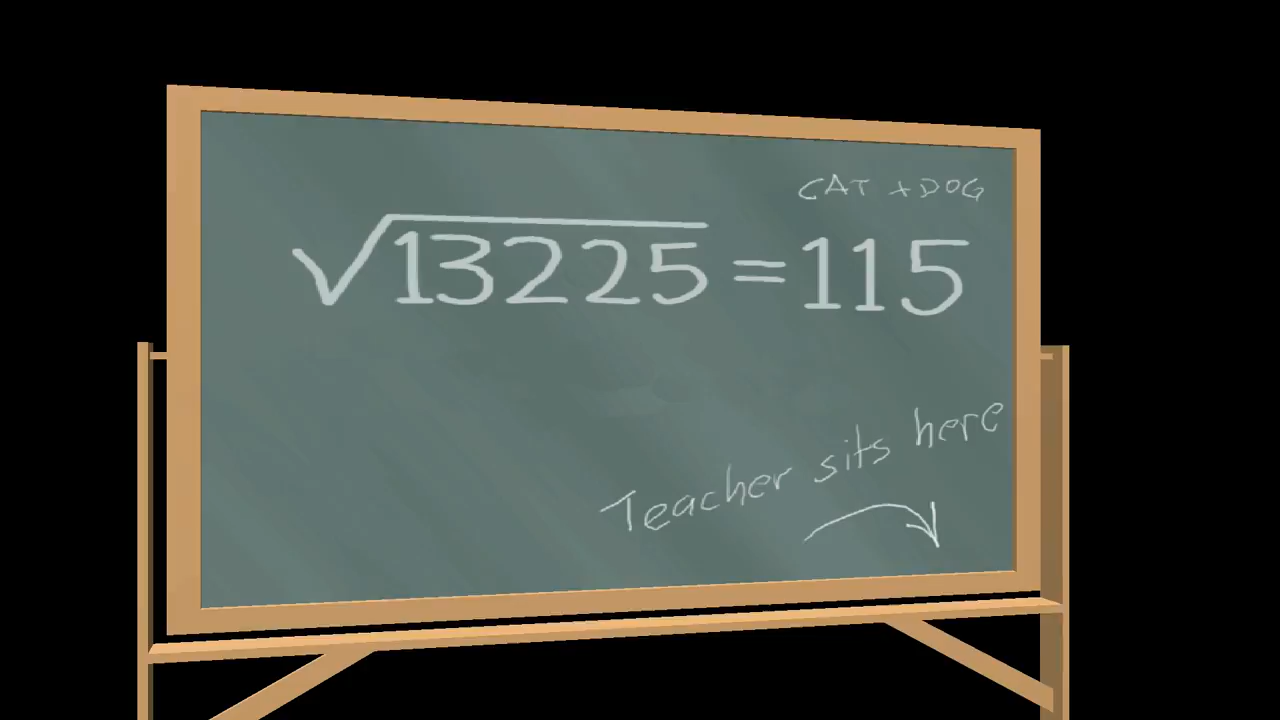 CAT + DOG
√13225 = 115
Teacher sits here